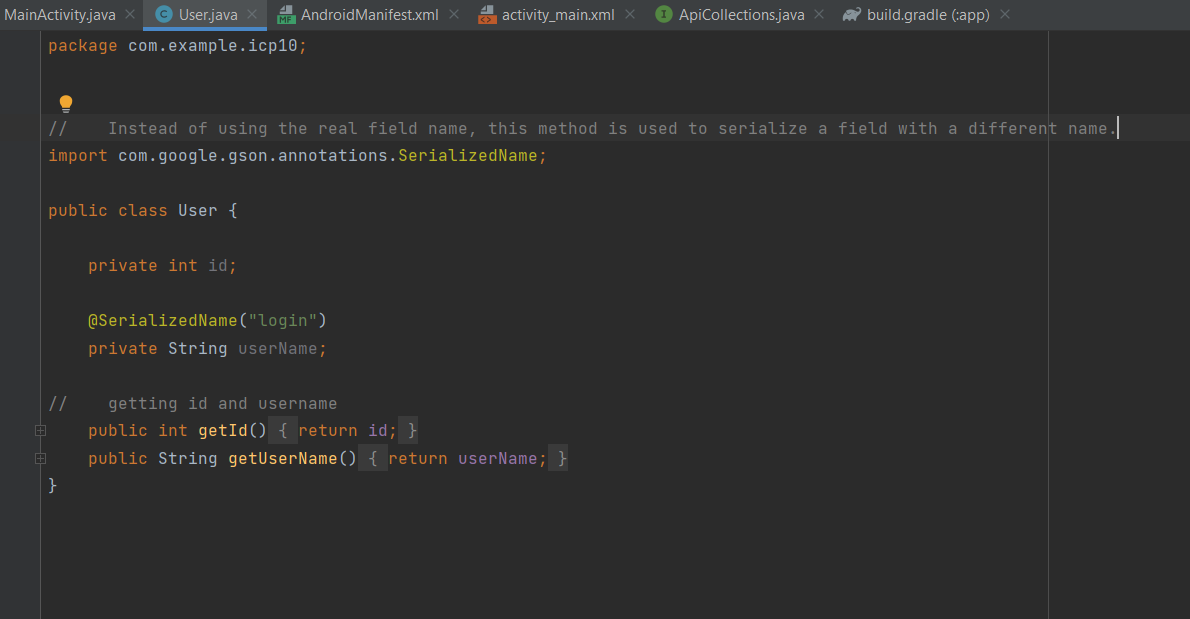 MainActivity.java User.java AndroidManifest.xml activity_main.xml ApiCollections.java build.gradle (:app)
package com.example.icp10;
//    Instead of using the real field name, this method is used to serialize a field with a different name.
import com.google.gson.annotations.SerializedName;
public class User {
    private int id;
    @SerializedName("login")
    private String userName;
//    getting id and username
    public int getId() { return id; }
    public String getUserName() { return userName; }
}